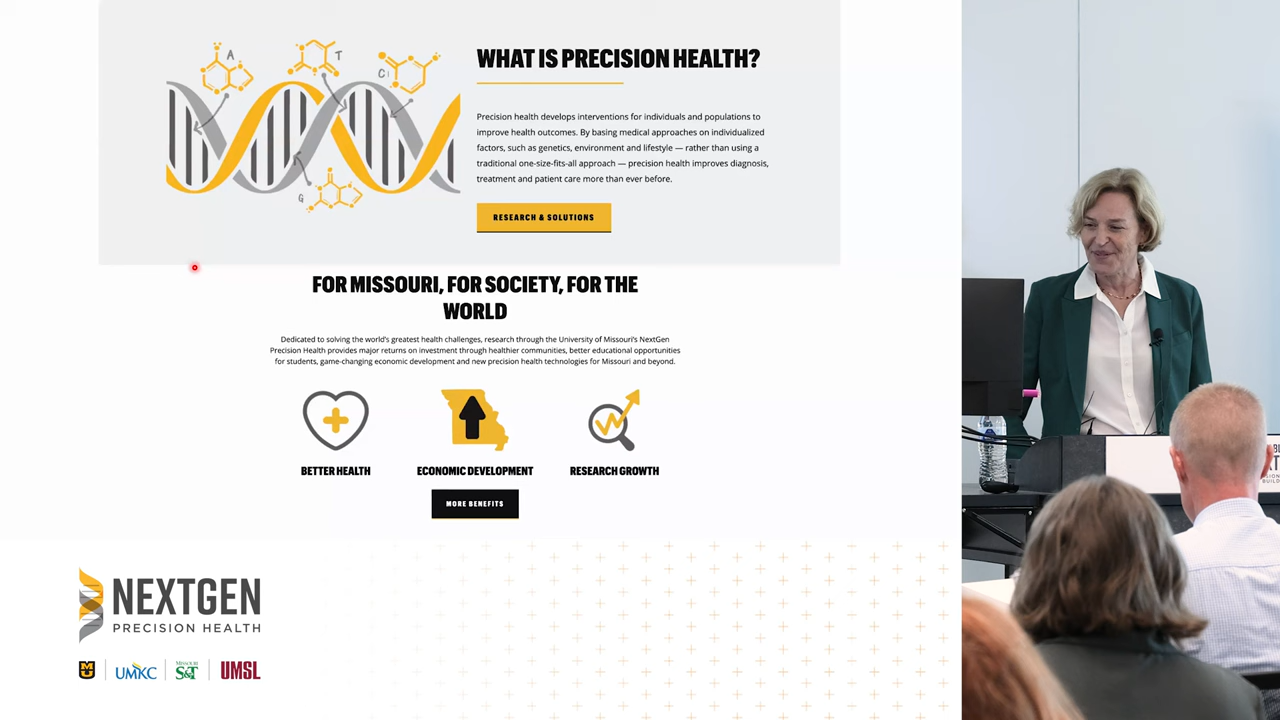 A
T
C
G
WHAT IS PRECISION HEALTH?
Precision health develops interventions for individuals and populations to
improve health outcomes. By basing medical approaches on individualized
factors, such as genetics, environment and lifestyle — rather than using a
traditional one-size-fits-all approach — precision health improves diagnosis,
treatment and patient care more than ever before.
RESEARCH & SOLUTIONS
FOR MISSOURI, FOR SOCIETY, FOR THE
WORLD
Dedicated to solving the world's greatest health challenges, research through the University of Missouri's NextGen
Precision Health provides major returns on investment through healthier communities, better educational opportunities
for students, game-changing economic development and new precision health technologies for Missouri and beyond.
BETTER HEALTH
ECONOMIC DEVELOPMENT
RESEARCH GROWTH
MORE BENEFITS
NEXTGEN
PRECISION HEALTH
MU
UMKC
MISSOURI
S&T
UMSL